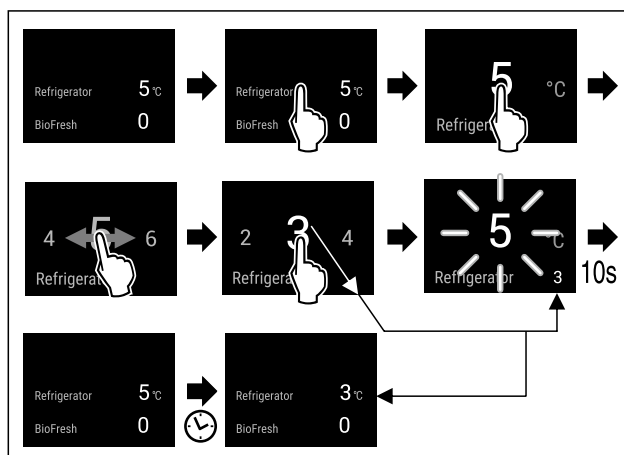 Refrigerator 5°C
BioFresh 0
Refrigerator 5°C
BioFresh 0
5 °C
Refriger
4 5 6
Refrigera
2 3 4
Refrigera
5 °C
Refrigerator 3
10s
Refrigerator 5°C
BioFresh 0
Refrigerator 3°C
BioFresh 0